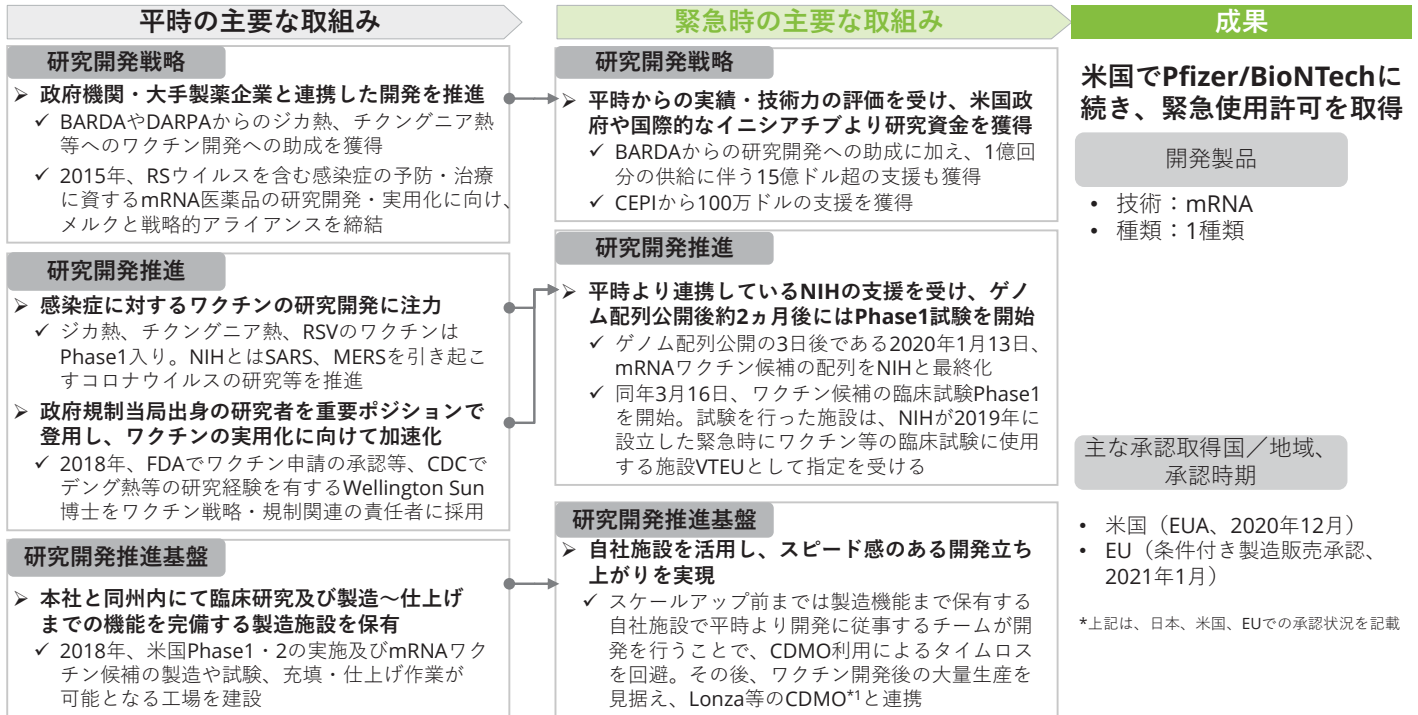 平時の主要な取組み
研究開発戦略
➢ 政府機関・大手製薬企業と連携した開発を推進
✓ BARDAやDARPAからのジカ熱、チクングニア熱
等へのワクチン開発への助成を獲得
✓ 2015年、RSウイルスを含む感染症の予防・治療
に資するmRNA医薬品の研究開発・実用化に向け、
メルクと戦略的アライアンスを締結
研究開発推進
➢ 感染症に対するワクチンの研究開発に注力
✓ ジカ熱、チクングニア熱、RSVのワクチンは
Phase1入り。NIHとはSARS、MERSを引き起こ
すコロナウイルスの研究等を推進
➢ 政府規制当局出身の研究者を重要ポジションで
登用し、ワクチンの実用化に向けて加速化
✓ 2018年、FDAでワクチン申請の承認等、CDCで
デング熱等の研究経験を有するWellington Sun
博士をワクチン戦略・規制関連の責任者に採用
研究開発推進基盤
➢ 本社と同州内にて臨床研究及び製造～仕上げ
までの機能を完備する製造施設を保有
✓ 2018年、米国Phase1・2の実施及びmRNAワク
チン候補の製造や試験、充填・仕上げ作業が
可能となる工場を建設
緊急時の主要な取組み
研究開発戦略
➢ 平時からの実績・技術力の評価を受け、米国政
府や国際的なイニシアチブより研究資金を獲得
✓ BARDAからの研究開発への助成に加え、1億回
分の供給に伴う15億ドル超の支援も獲得
✓ CEPIから100万ドルの支援を獲得
研究開発推進
➢ 平時より連携しているNIHの支援を受け、ゲノ
ム配列公開後約2ヵ月後にはPhase1試験を開始
✓ ゲノム配列公開の3日後である2020年1月13日、
mRNAワクチン候補の配列をNIHと最終化
✓ 同年3月16日、ワクチン候補の臨床試験Phase1
を開始。試験を行った施設は、NIHが2019年に
設立した緊急時にワクチン等の臨床試験に使用
する施設VTEUとして指定を受ける
研究開発推進基盤
➢ 自社施設を活用し、スピード感のある開発立ち
上がりを実現
✓ スケールアップ前までは製造機能まで保有する
自社施設で平時より開発に従事するチームが開
発を行うことで、CDMO利用によるタイムロス
を回避。その後、ワクチン開発後の大量生産を
見据え、Lonza等のCDMO*1と連携
成果
米国でPfizer/BioNTechに
続き、緊急使用許可を取得
開発製品
• 技術：mRNA
• 種類：1種類
主な承認取得国／地域、
承認時期
• 米国（EUA、2020年12月）
• EU（条件付き製造販売承認、
2021年1月）
*上記は、日本、米国、EUでの承認状況を記載